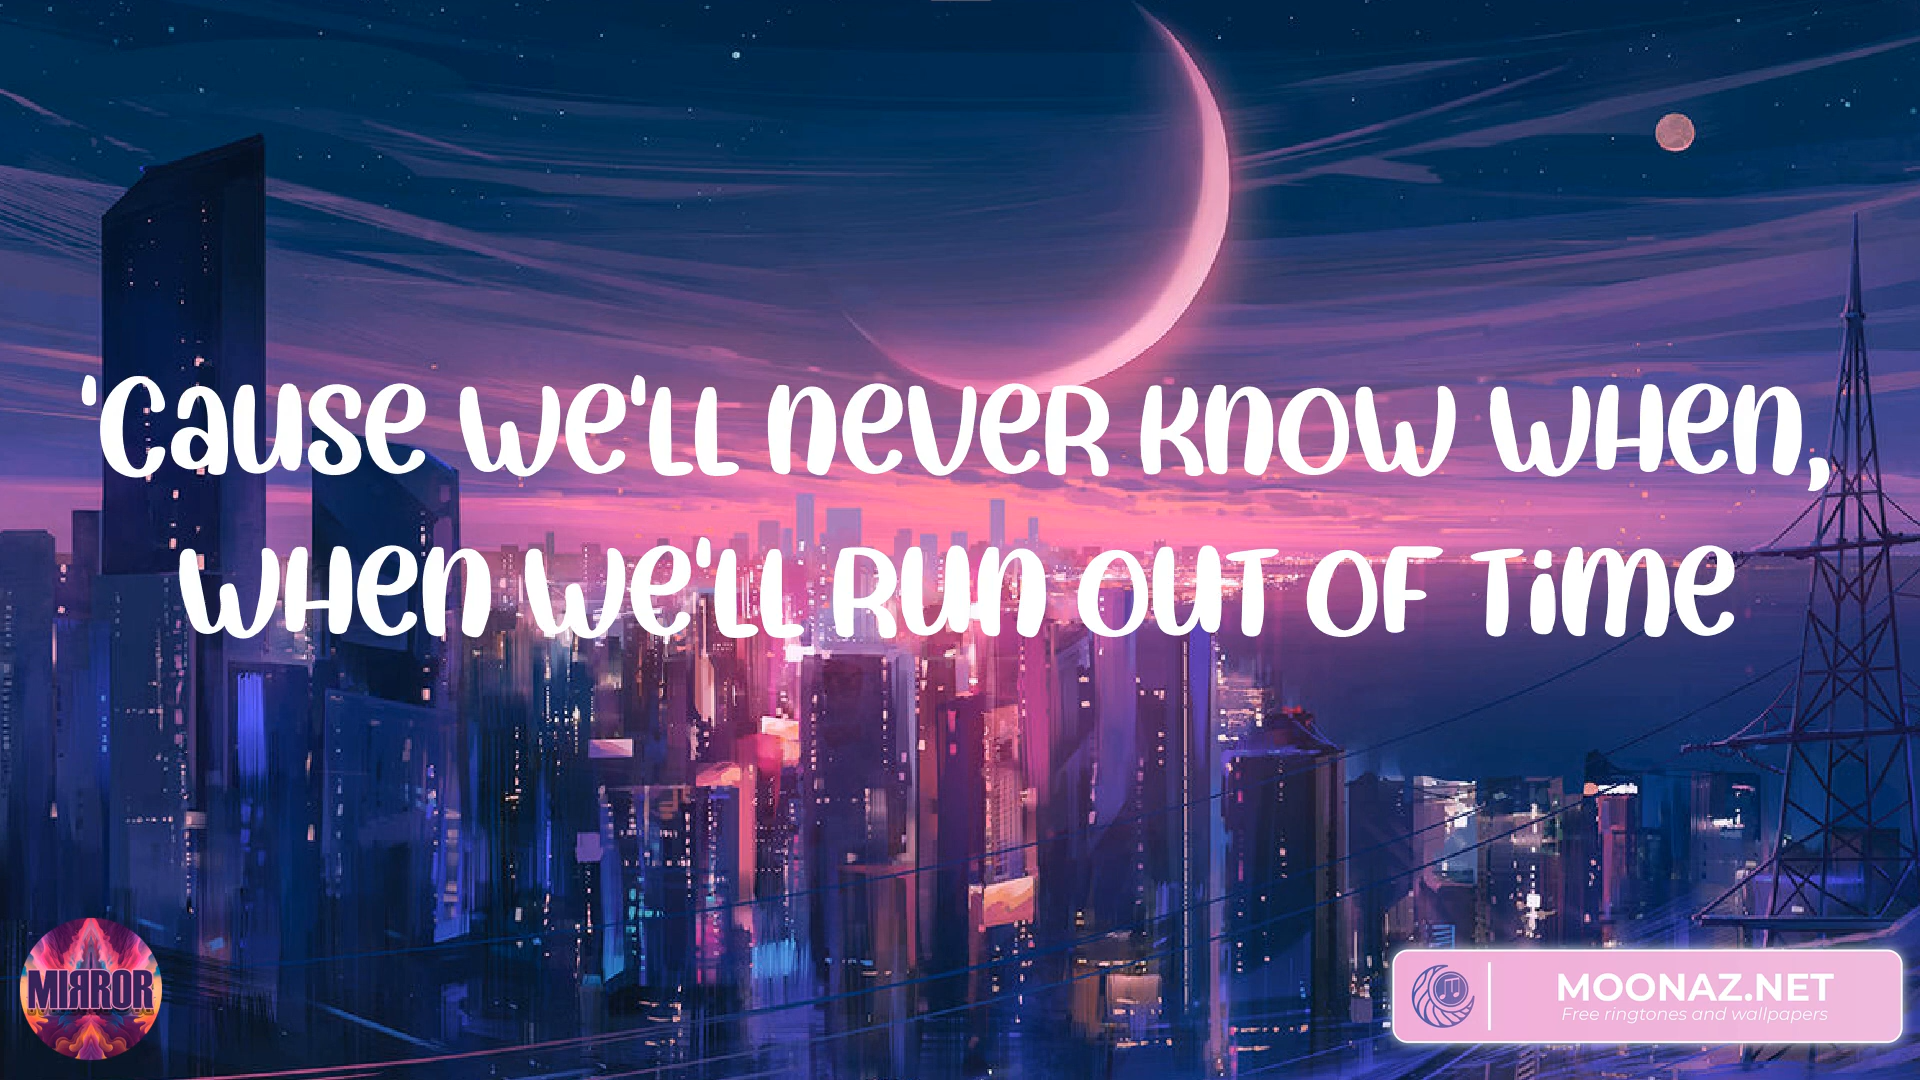 'Cause we'll never know when,
when we'll run out of time
MIRROR
MOONAZ.NET
Free ringtones and wallpapers